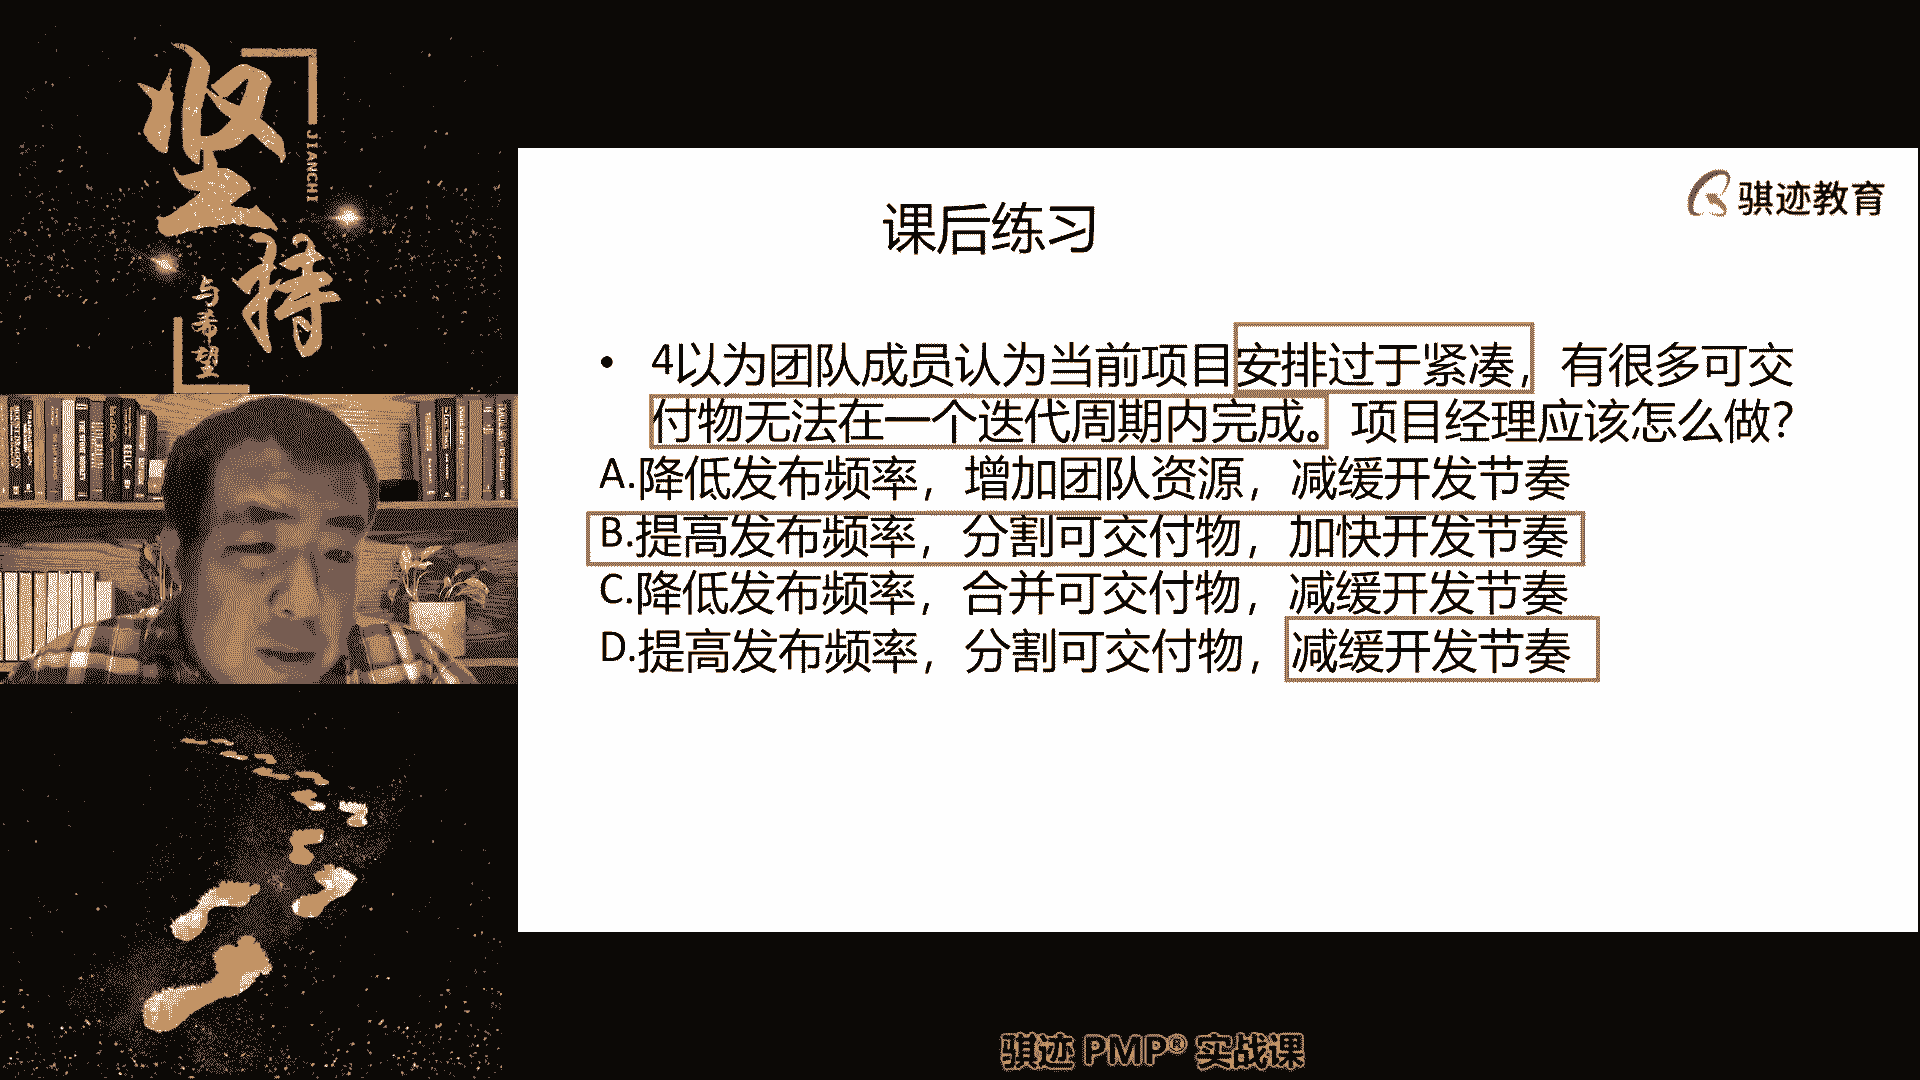 坚持
JIANCHI
与希望
骐迹教育
课后练习
• 4以为团队成员认为当前项目安排过于紧凑，有很多可交
付物无法在一个迭代周期内完成。项目经理应该怎么做？
A.降低发布频率，增加团队资源，减缓开发节奏
B.提高发布频率，分割可交付物，加快开发节奏
C.降低发布频率，合并可交付物，减缓开发节奏
D.提高发布频率，分割可交付物，减缓开发节奏
骐迹 PMP® 实战课